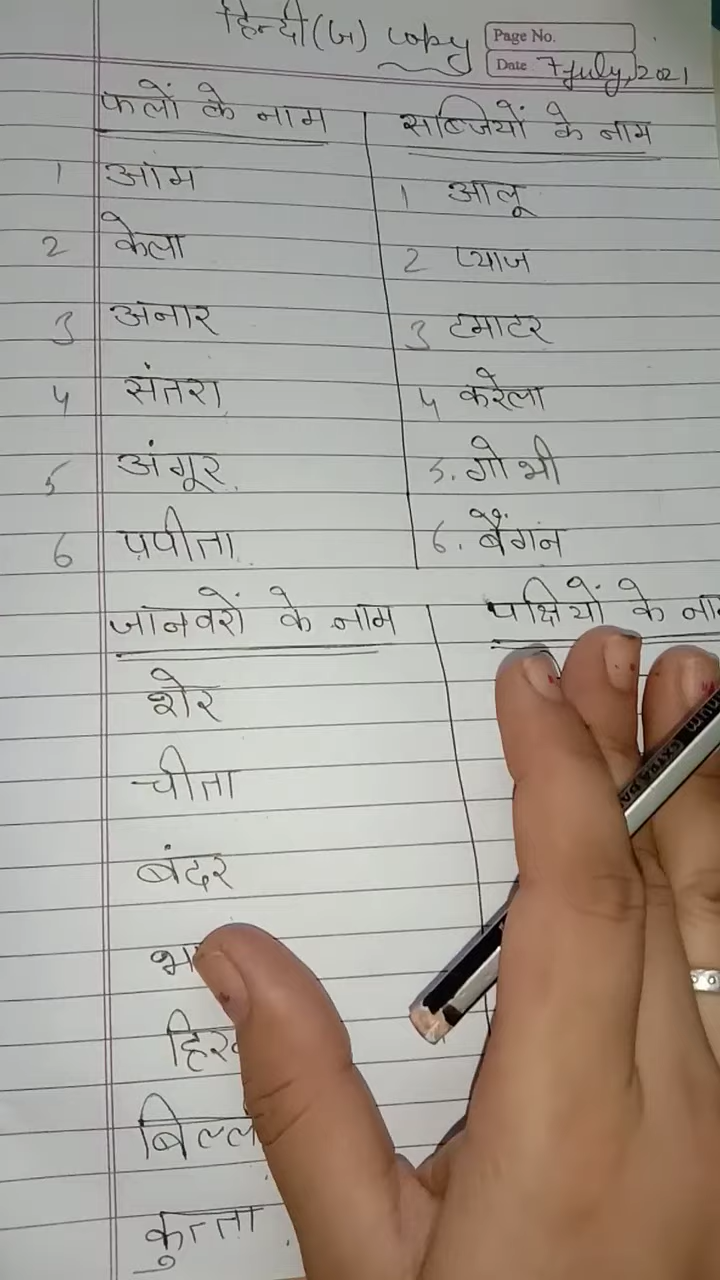 हिन्दी (ब) Copy
Page No.
Date 7 July, 2021
फलों के नाम
1 आम
2 केला
3 अनार
4 संतरा
5 अंगूर
6 पपीता
सब्जियों के नाम
1 आलू
2 प्याज
3 टमाटर
4 करेला
5. गोभी
6. बैंगन
जानवरों के नाम
शेर
चीता
बंदर
कुत्ता
पक्षियों के